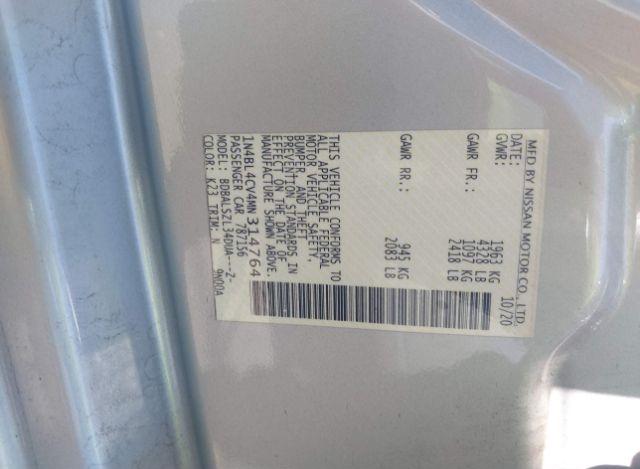 MFD BY NISSAN MOTOR CO., LTD.
DATE: 10/20
GVWR: 1963 KG
4328 LB
GAWR FR: 1097 KG
2418 LB
GAWR RR: 945 KG
2083 LB
THIS VEHICLE CONFORMS TO
ALL APPLICABLE FEDERAL
MOTOR VEHICLE SAFETY,
BUMPER, AND THEFT
PREVENTION STANDARDS IN
EFFECT ON THE DATE OF
MANUFACTURE SHOWN ABOVE.
1N4BL4CV4MN314764
PASSENGER CAR 787156
MODEL: BDBALSZL34DUA---Z-
COLOR: K23 TRIM: N 9N00A